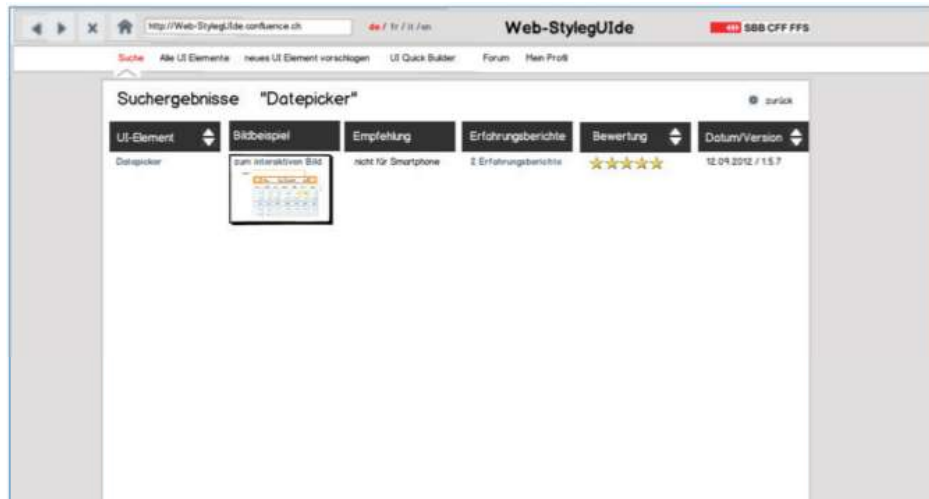 http://Web-StylegUIde.confluence.ch
de / fr / it / en
Web-StylegUIde
SBB CFF FFS
Suche Alle UI Elemente neues UI Element vorschlagen UI Quick Builder Forum Mein Profil
Suchergebnisse "Datepicker"
zurück
UI-Element Bildbeispiel Empfehlung Erfahrungsberichte Bewertung Datum/Version
Datepicker zum interaktiven Bild nicht für Smartphone 2 Erfahrungsberichte 12.09.2012 / 1.5.7